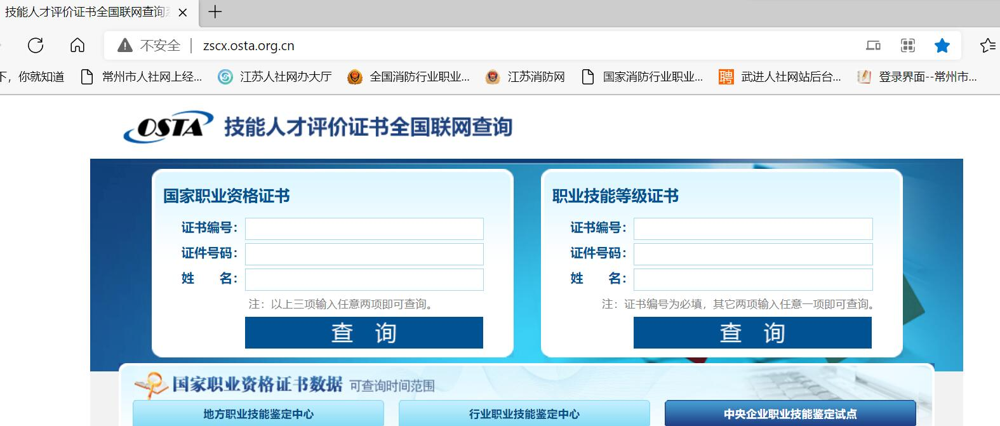 技能人才评价证书全国联网查询
不安全 zscx.osta.org.cn
下，你就知道 常州市人社网上经... 江苏人社网办大厅 全国消防行业职业... 江苏消防网 国家消防行业职业... 聘 武进人社网站后台... 登录界面--常州市...
OSTA 技能人才评价证书全国联网查询
国家职业资格证书
证书编号：
证件号码：
姓 名：
注：以上三项输入任意两项即可查询。
查 询
职业技能等级证书
证书编号：
证件号码：
姓 名：
注：证书编号为必填，其它两项输入任意一项即可查询。
查 询
国家职业资格证书数据 可查询时间范围
地方职业技能鉴定中心 行业职业技能鉴定中心 中央企业职业技能鉴定试点